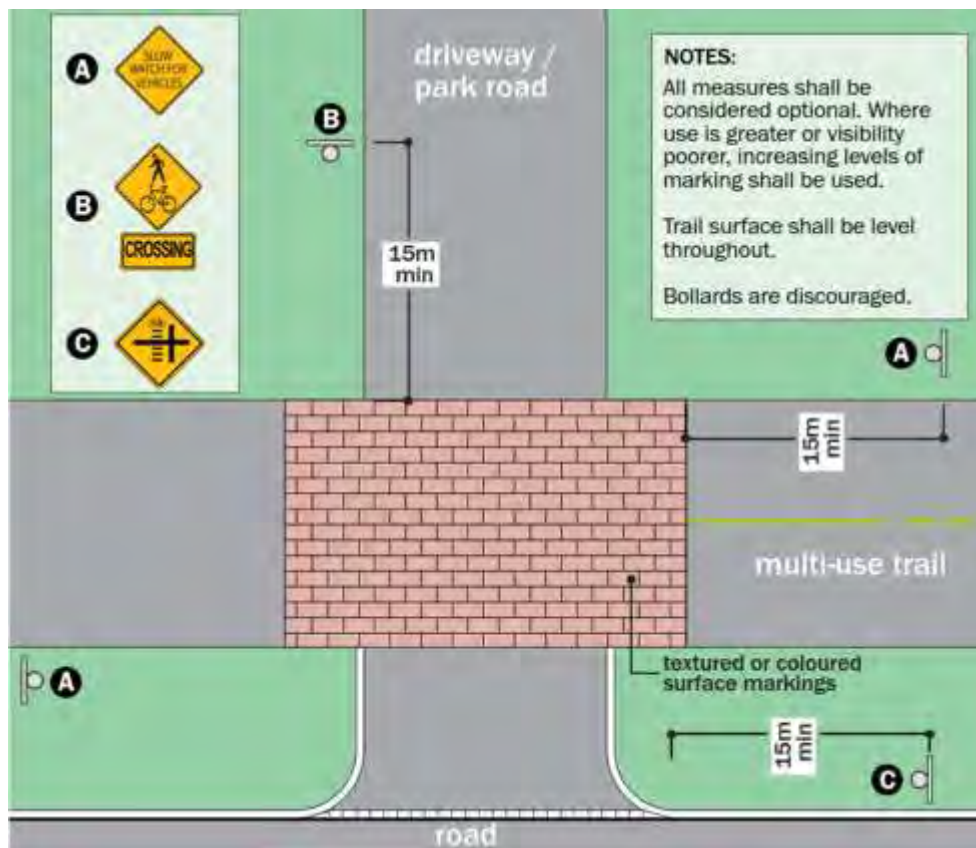 A
SLOW
WATCH FOR
VEHICLES
B
CROSSING
C
driveway /
park road
B
15m
min
NOTES:
All measures shall be
considered optional. Where
use is greater or visibility
poorer, increasing levels of
marking shall be used.
Trail surface shall be level
throughout.
Bollards are discouraged.
A
15m
min
multi-use trail
textured or coloured
surface markings
A
15m
min
C
road